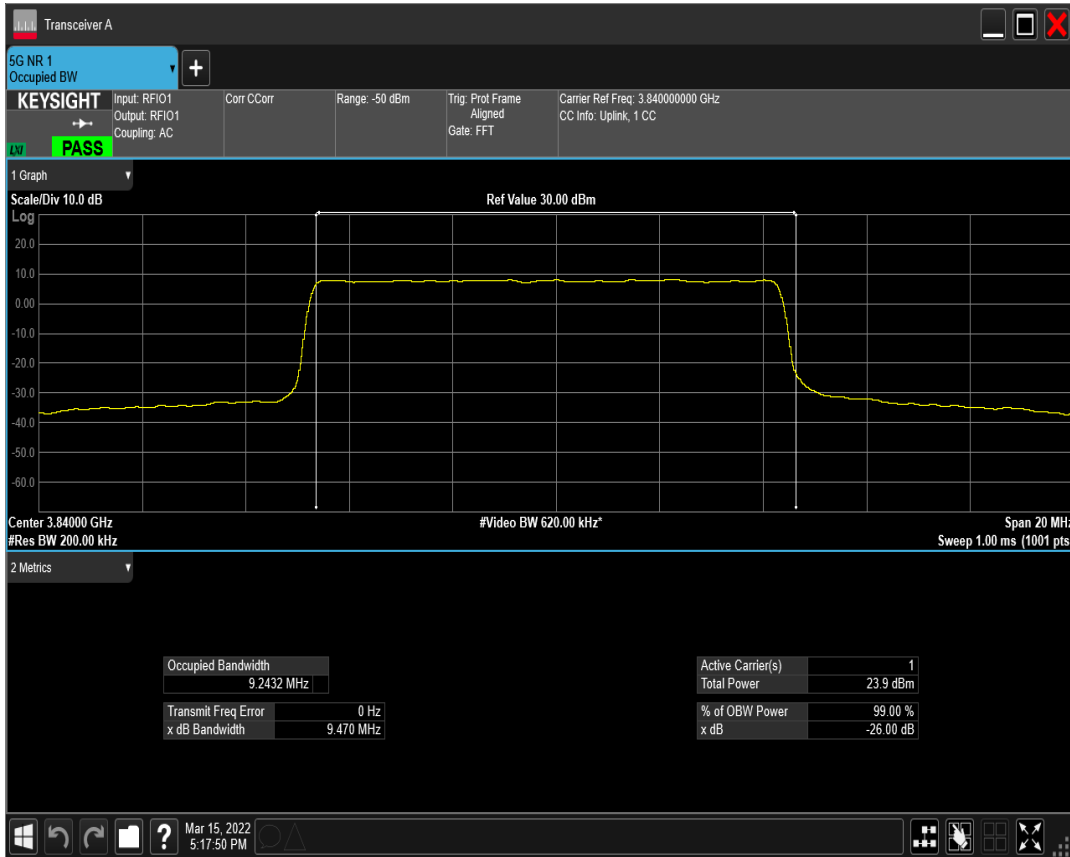 Transceiver A
5G NR 1
Occupied BW
KEYSIGHT
LXI
PASS
Input: RFIO1
Output: RFIO1
Coupling: AC
Corr CCorr
Range: -50 dBm
Trig: Prot Frame
Aligned
Gate: FFT
Carrier Ref Freq: 3.840000000 GHz
CC Info: Uplink, 1 CC
1 Graph
Scale/Div 10.0 dB
Ref Value 30.00 dBm
Log
20.0
10.0
0.00
-10.0
-20.0
-30.0
-40.0
-50.0
-60.0
Center 3.84000 GHz
#Video BW 620.00 kHz*
Span 20 MHz
#Res BW 200.00 kHz
Sweep 1.00 ms (1001 pts
2 Metrics
Occupied Bandwidth
9.2432 MHz
Transmit Freq Error 0 Hz
x dB Bandwidth 9.470 MHz
Active Carrier(s) 1
Total Power 23.9 dBm
% of OBW Power 99.00 %
x dB -26.00 dB
Mar 15, 2022
5:17:50 PM